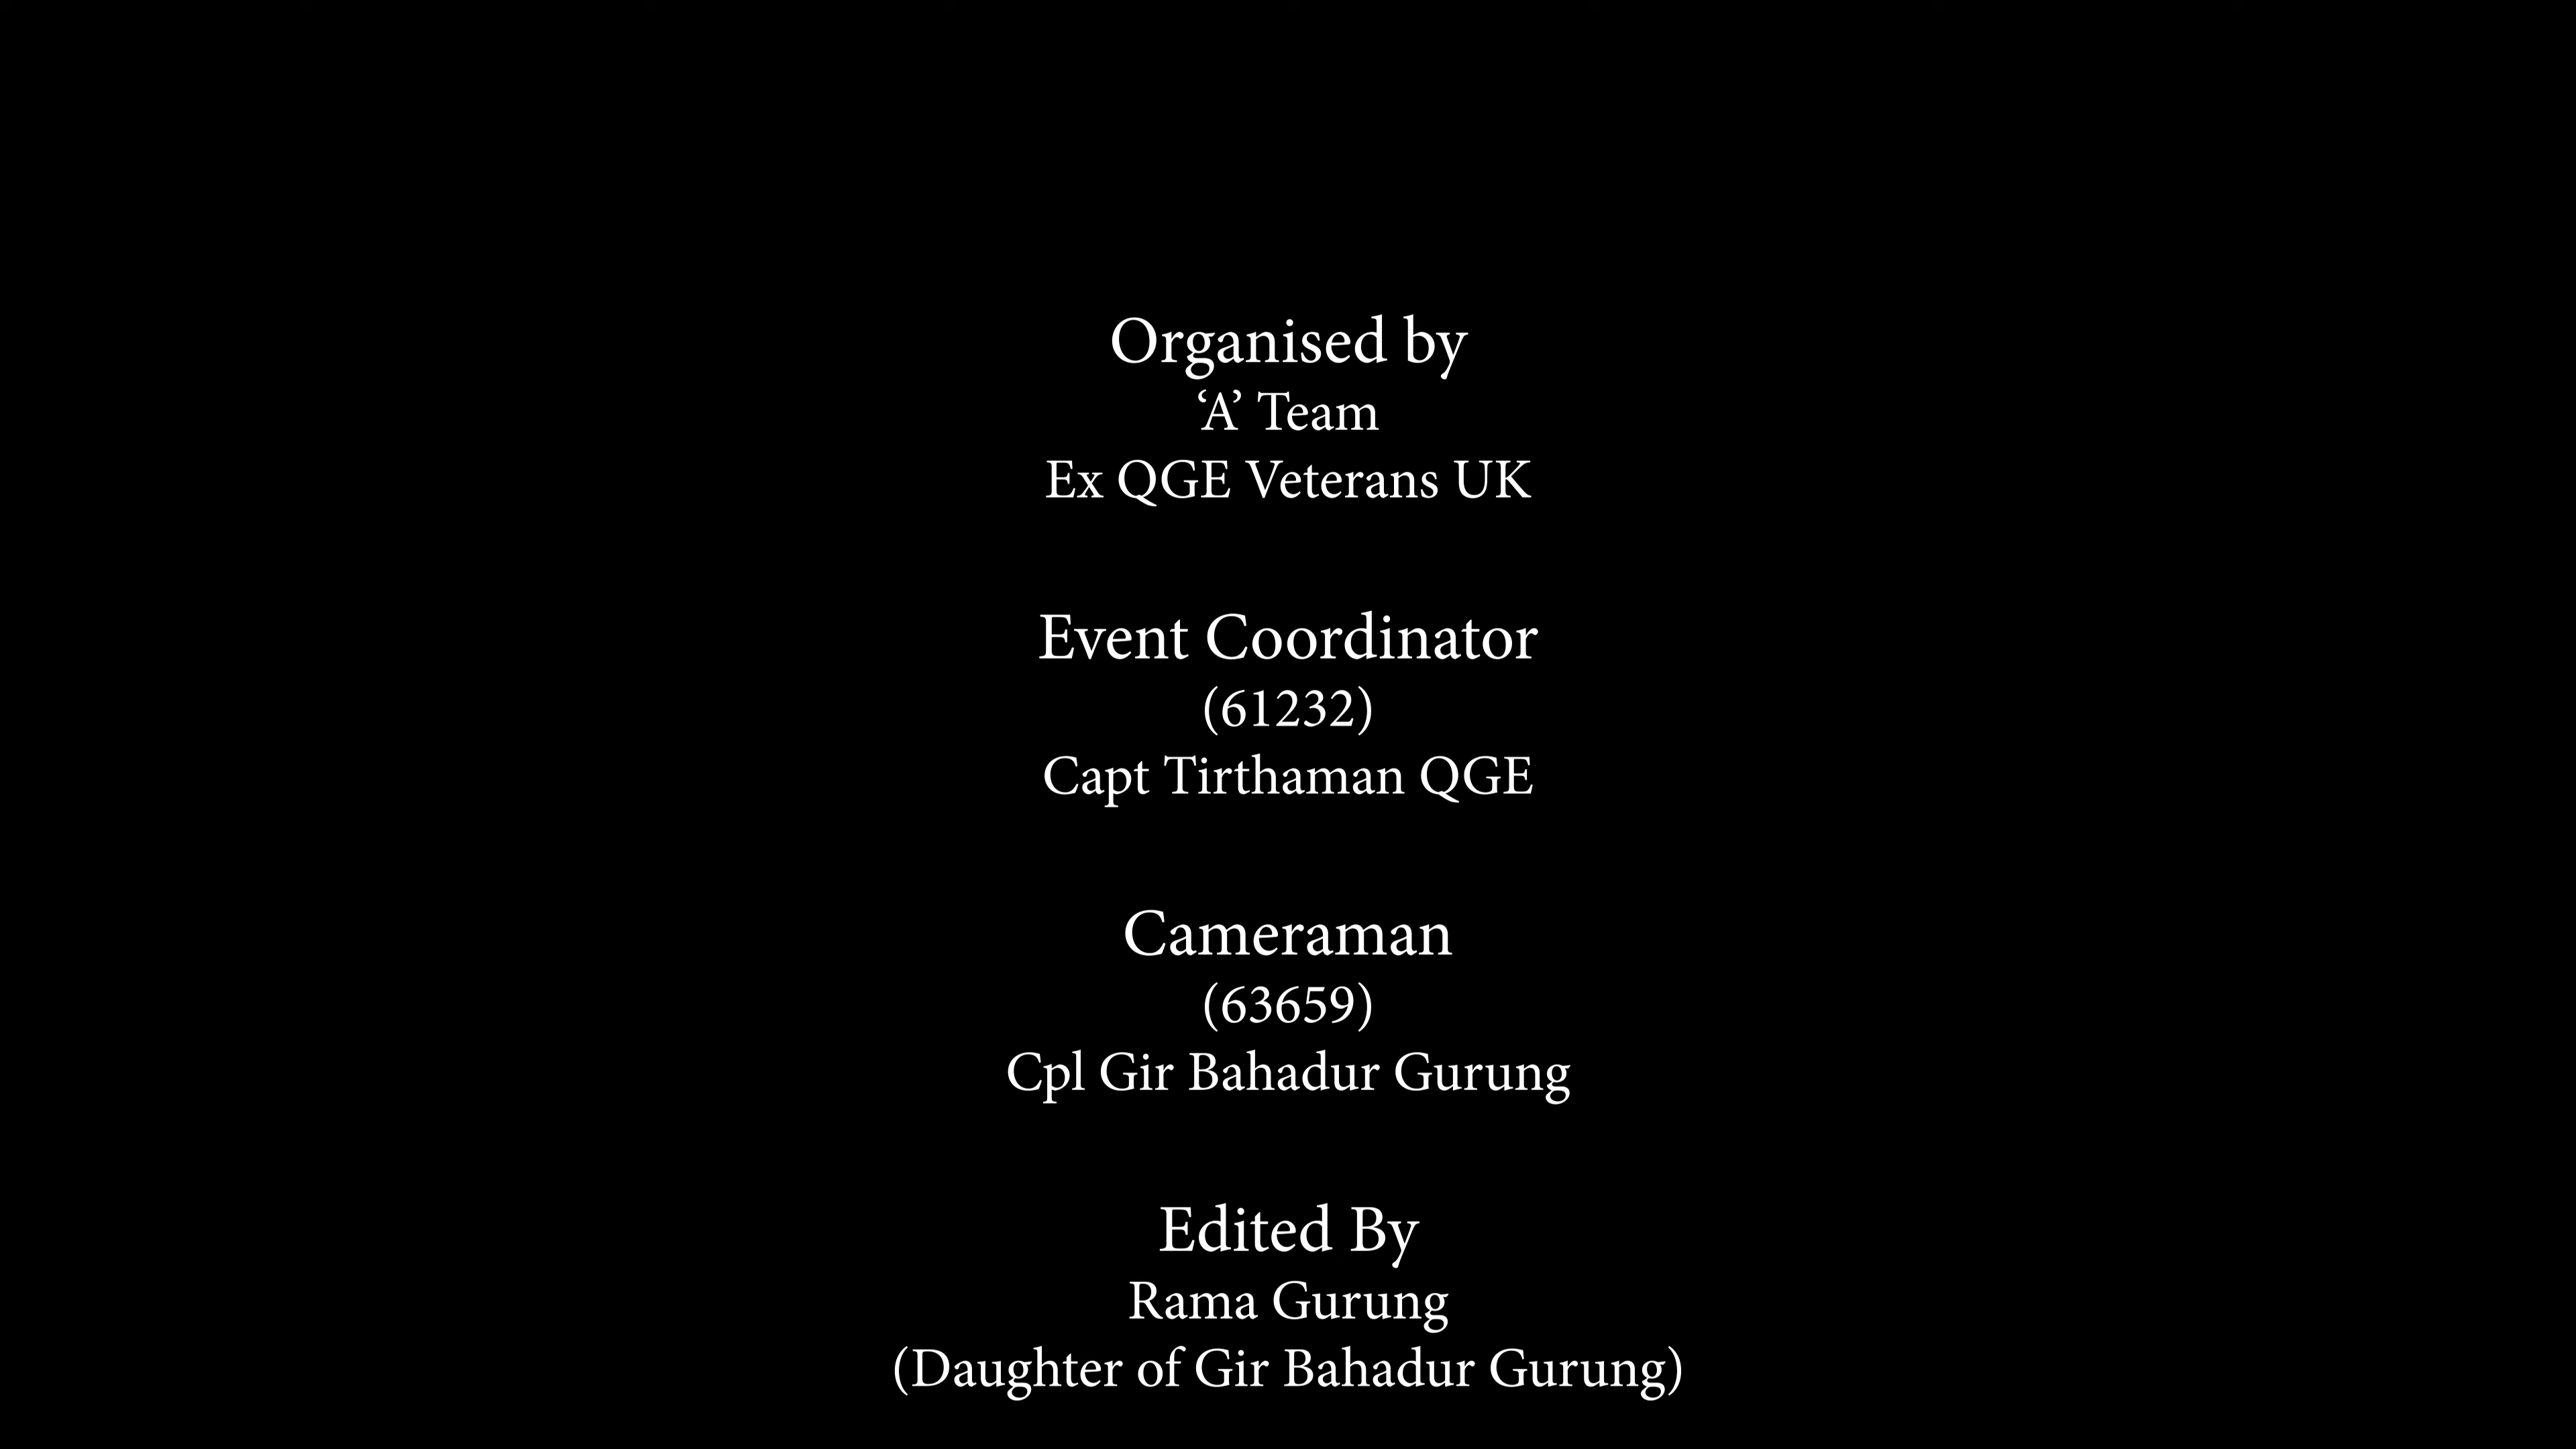 Organised by
‘A’ Team
Ex QGE Veterans UK
Event Coordinator
(61232)
Capt Tirthaman QGE
Cameraman
(63659)
Cpl Gir Bahadur Gurung
Edited By
Rama Gurung
(Daughter of Gir Bahadur Gurung)